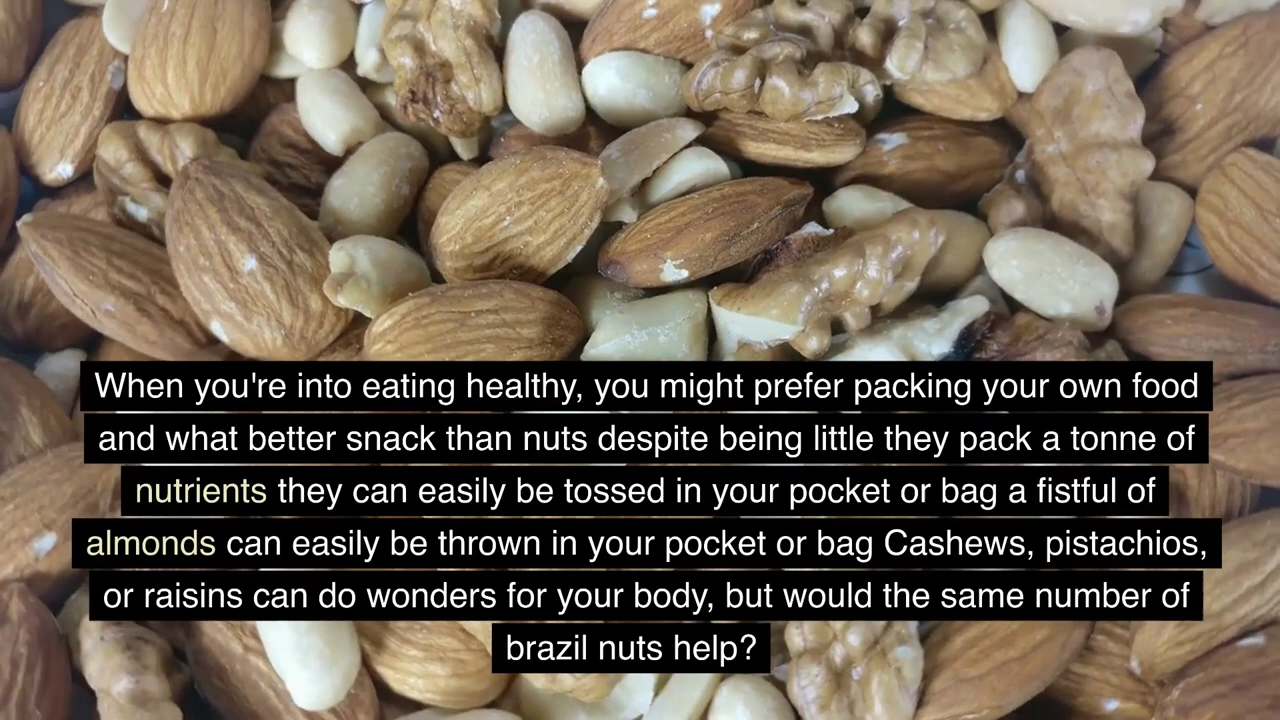 When you're into eating healthy, you might prefer packing your own food
and what better snack than nuts despite being little they pack a tonne of
nutrients they can easily be tossed in your pocket or bag a fistful of
almonds can easily be thrown in your pocket or bag Cashews, pistachios,
or raisins can do wonders for your body, but would the same number of
brazil nuts help?